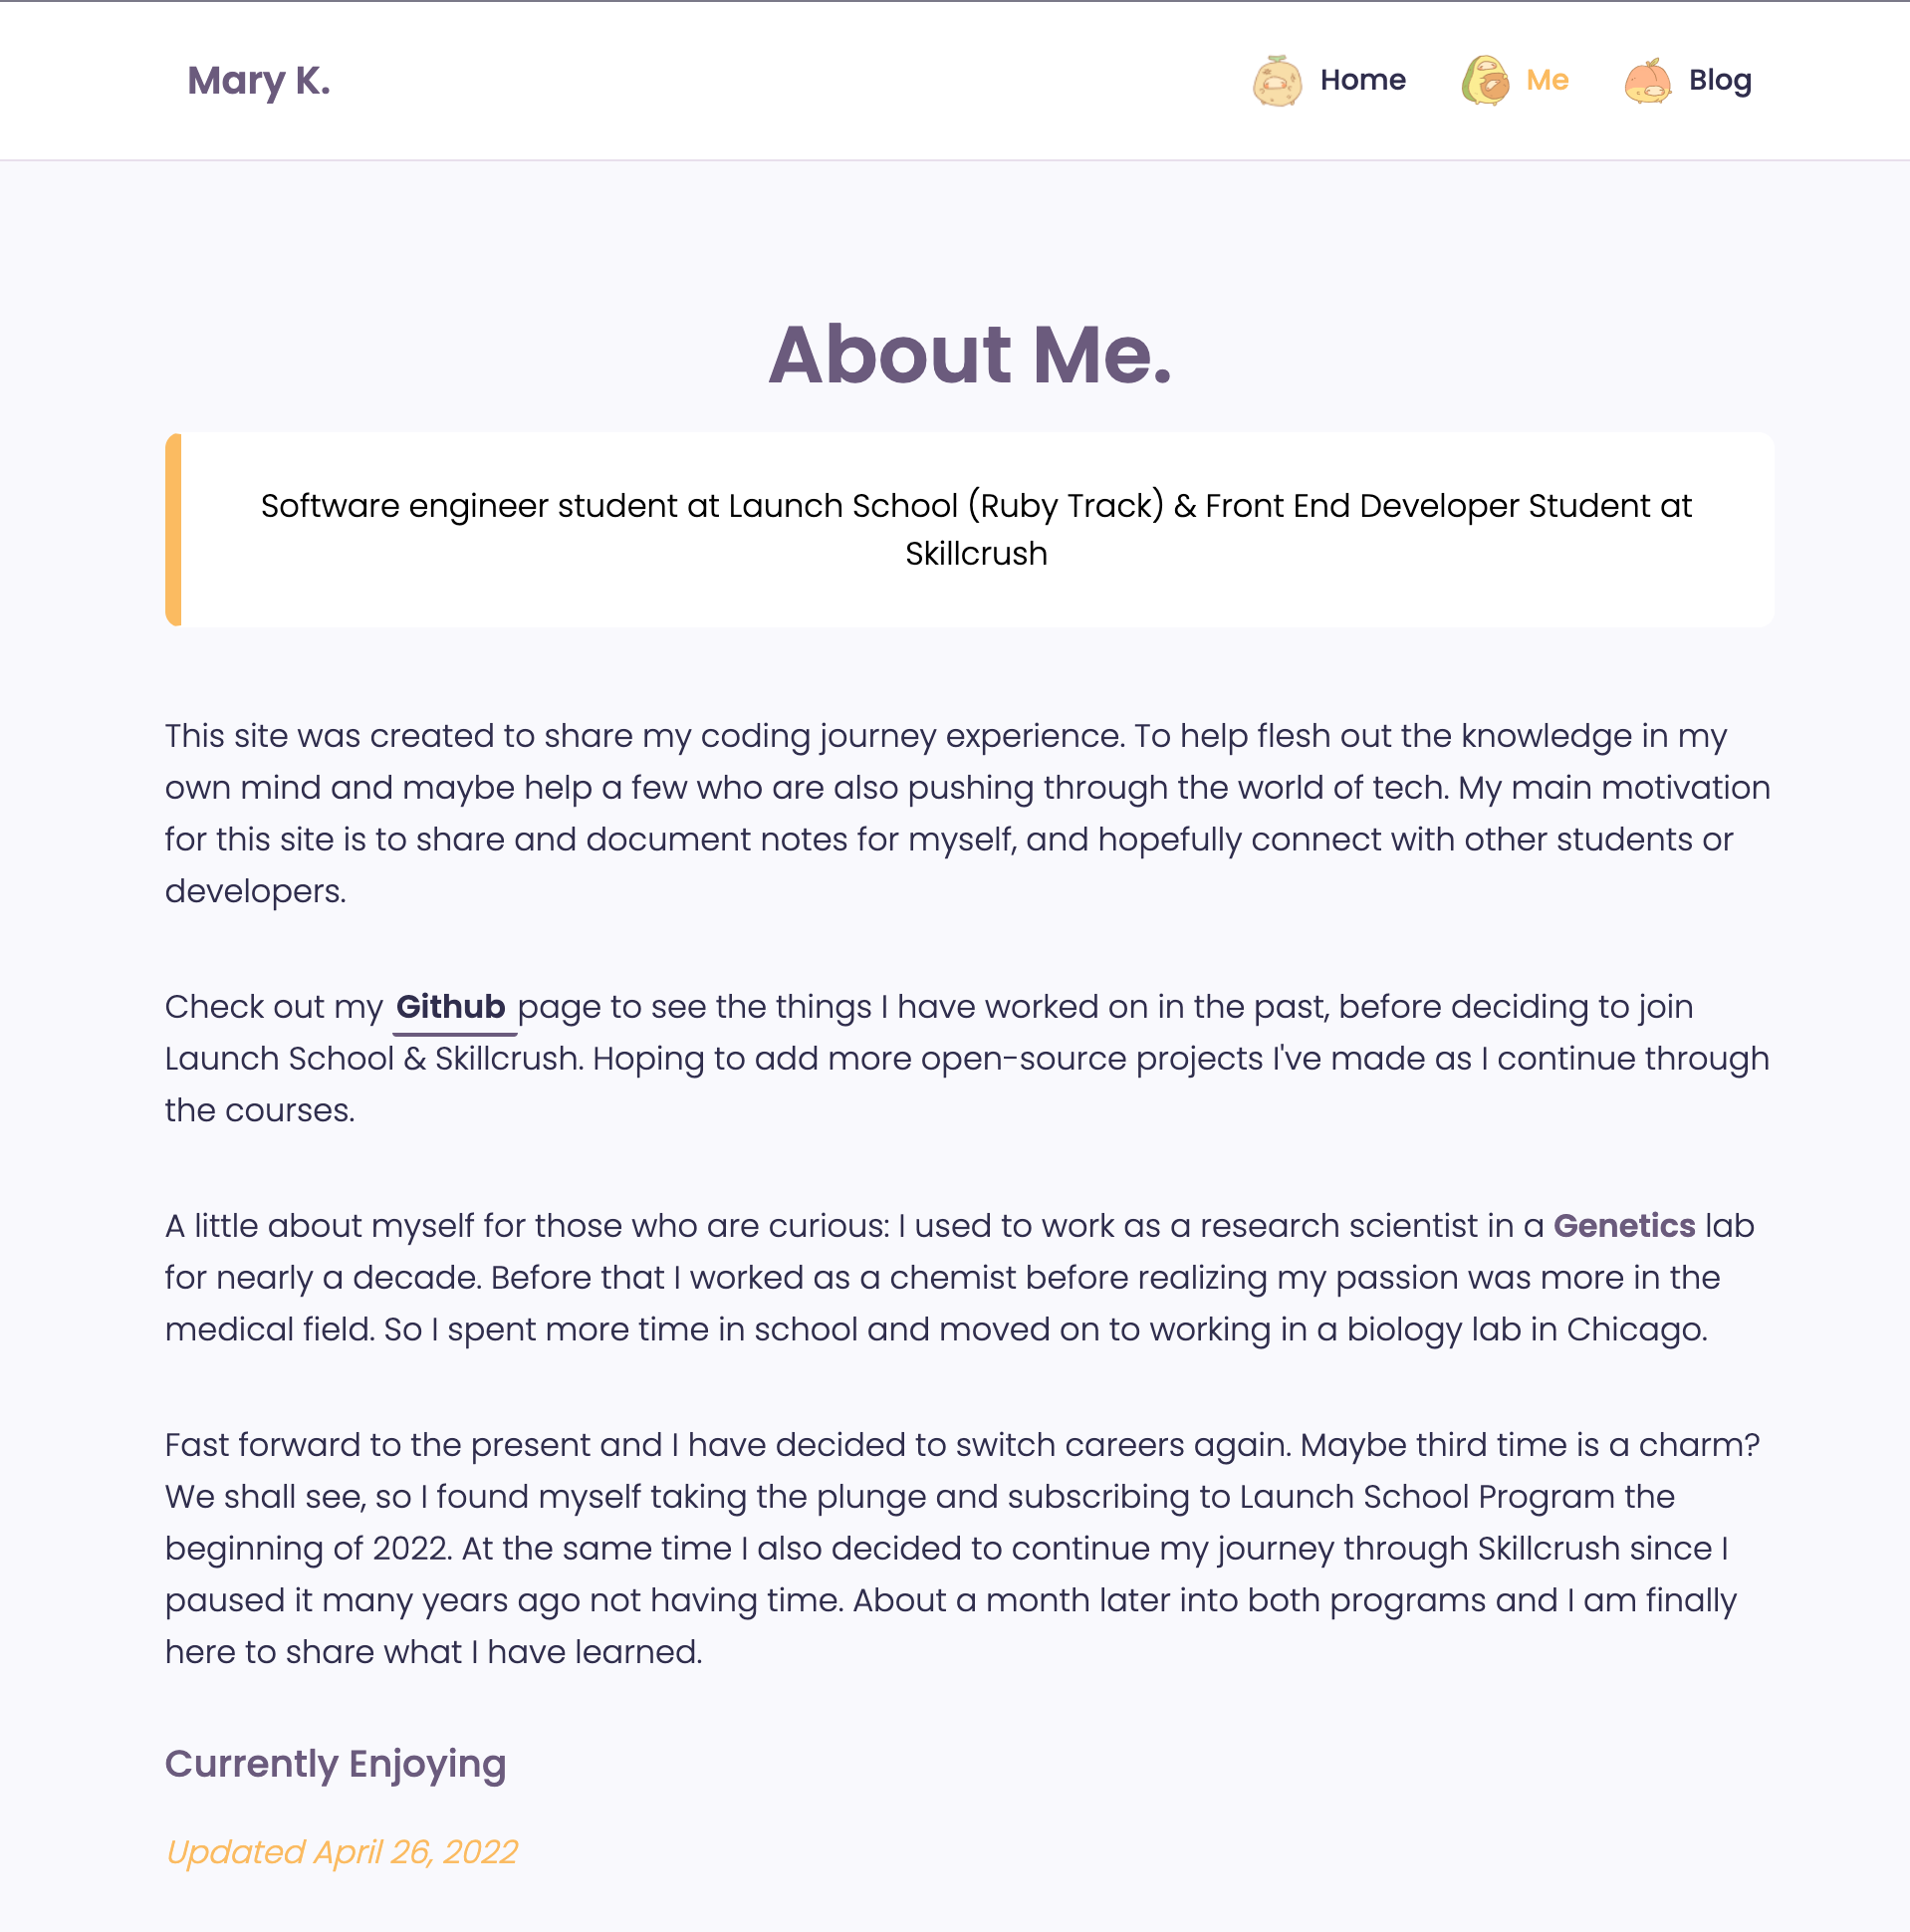 Mary K.
Home
Me
Blog
About Me.
Software engineer student at Launch School (Ruby Track) & Front End Developer Student at
Skillcrush
This site was created to share my coding journey experience. To help flesh out the knowledge in my
own mind and maybe help a few who are also pushing through the world of tech. My main motivation
for this site is to share and document notes for myself, and hopefully connect with other students or
developers.
Check out my Github page to see the things I have worked on in the past, before deciding to join
Launch School & Skillcrush. Hoping to add more open-source projects I've made as I continue through
the courses.
A little about myself for those who are curious: I used to work as a research scientist in a Genetics lab
for nearly a decade. Before that I worked as a chemist before realizing my passion was more in the
medical field. So I spent more time in school and moved on to working in a biology lab in Chicago.
Fast forward to the present and I have decided to switch careers again. Maybe third time is a charm?
We shall see, so I found myself taking the plunge and subscribing to Launch School Program the
beginning of 2022. At the same time I also decided to continue my journey through Skillcrush since I
paused it many years ago not having time. About a month later into both programs and I am finally
here to share what I have learned.
Currently Enjoying
Updated April 26, 2022